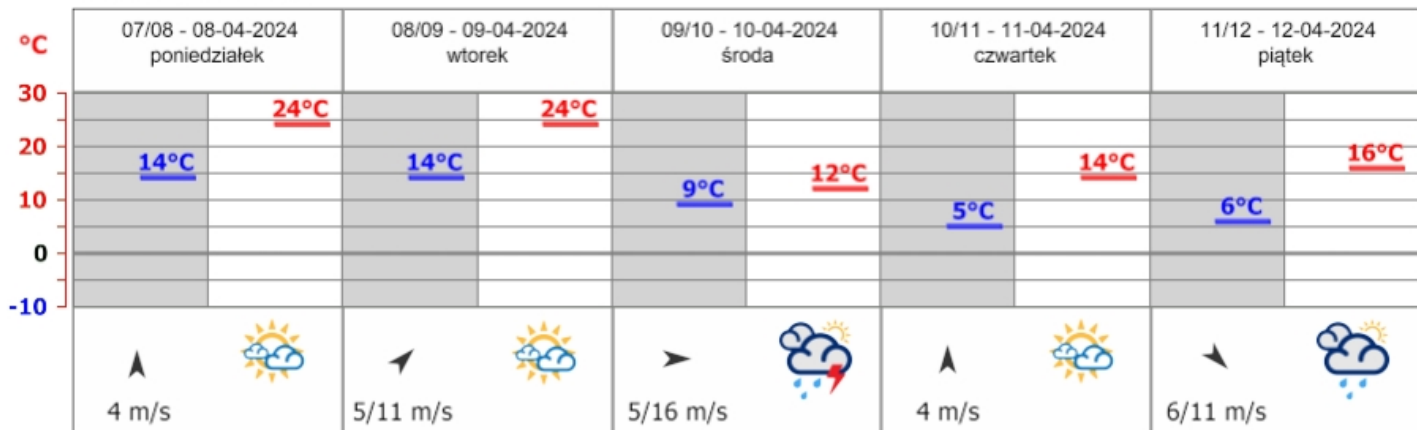 °C
07/08 - 08-04-2024
poniedziałek
08/09 - 09-04-2024
wtorek
09/10 - 10-04-2024
środa
10/11 - 11-04-2024
czwartek
11/12 - 12-04-2024
piątek
30
20
10
0
-10
14°C
24°C
14°C
24°C
9°C
12°C
5°C
14°C
6°C
16°C
4 m/s
5/11 m/s
5/16 m/s
4 m/s
6/11 m/s